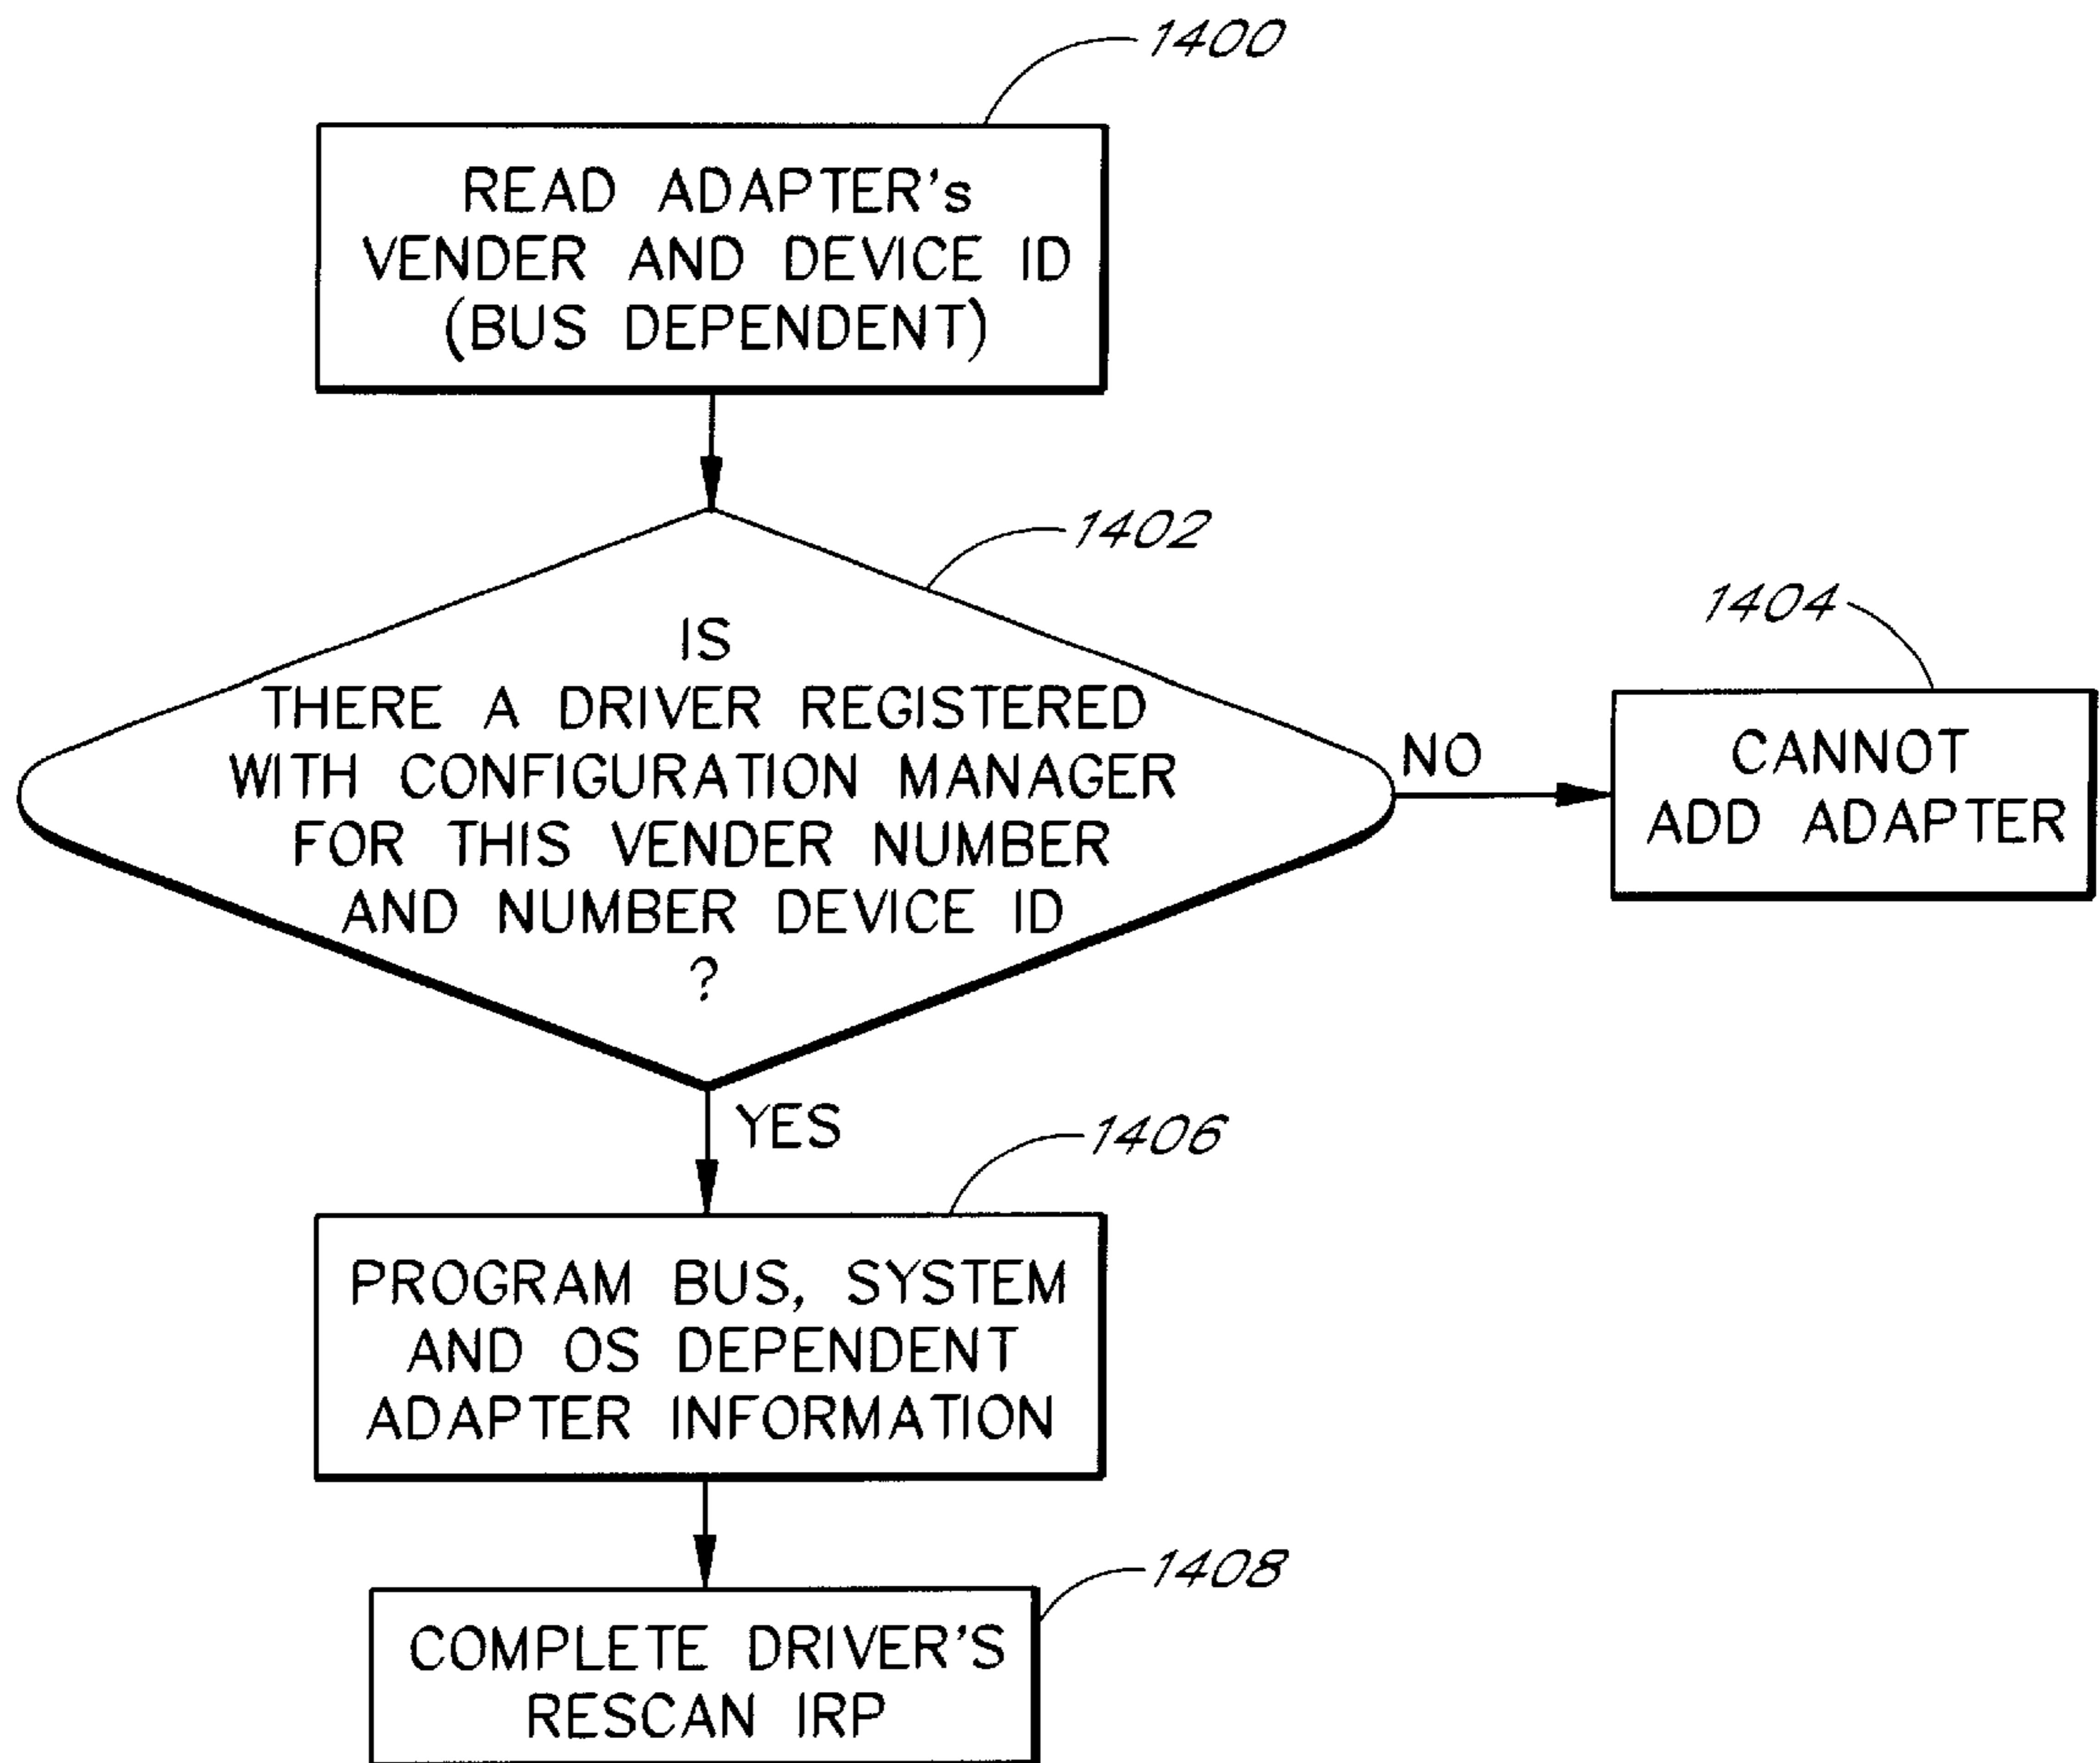 1400
READ ADAPTER's
VENDER AND DEVICE ID
(BUS DEPENDENT)
1402
IS
THERE A DRIVER REGISTERED
WITH CONFIGURATION MANAGER
FOR THIS VENDER NUMBER
AND NUMBER DEVICE ID
?
NO
1404
CANNOT
ADD ADAPTER
YES
1406
PROGRAM BUS, SYSTEM
AND OS DEPENDENT
ADAPTER INFORMATION
1408
COMPLETE DRIVER'S
RESCAN IRP